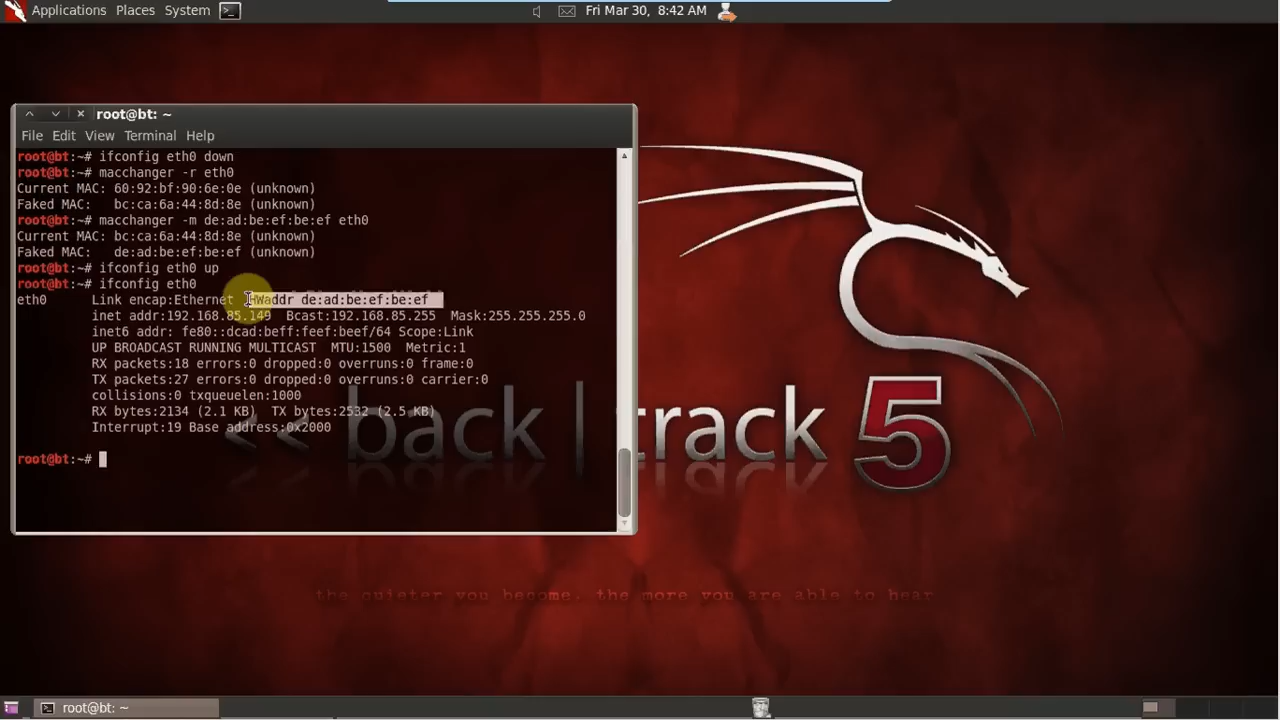 Applications Places System Fri Mar 30, 8:42 AM
root@bt: ~
File Edit View Terminal Help
root@bt:~# ifconfig eth0 down
root@bt:~# macchanger -r eth0
Current MAC: 60:92:bf:90:6e:0e (unknown)
Faked MAC:   bc:ca:6a:44:8d:8e (unknown)
root@bt:~# macchanger -m de:ad:be:ef:be:ef eth0
Current MAC: bc:ca:6a:44:8d:8e (unknown)
Faked MAC:   de:ad:be:ef:be:ef (unknown)
root@bt:~# ifconfig eth0 up
root@bt:~# ifconfig eth0
eth0      Link encap:Ethernet  HWaddr de:ad:be:ef:be:ef
          inet addr:192.168.85.149  Bcast:192.168.85.255  Mask:255.255.255.0
          inet6 addr: fe80::dcad:beff:feef:beef/64 Scope:Link
          UP BROADCAST RUNNING MULTICAST  MTU:1500  Metric:1
          RX packets:18 errors:0 dropped:0 overruns:0 frame:0
          TX packets:27 errors:0 dropped:0 overruns:0 carrier:0
          collisions:0 txqueuelen:1000
          RX bytes:2134 (2.1 KB)  TX bytes:2532 (2.5 KB)
          Interrupt:19 Base address:0x2000
root@bt:~#
<< back | track 5
the quieter you become, the more you are able to hear
root@bt: ~